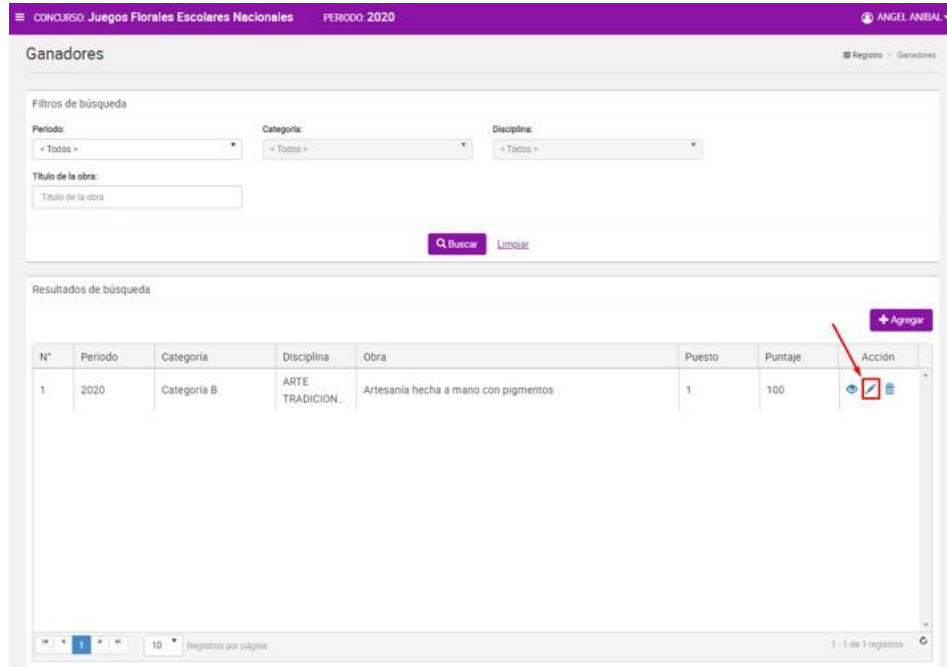 CONCURSO: Juegos Florales Escolares Nacionales PERIODO: 2020 ANGEL ANIBAL
Ganadores Registro > Ganadores
Filtros de búsqueda
Periodo: Categoría: Disciplina:
< Todos > < Todos > < Todos >
Título de la obra:
Título de la obra
Buscar Limpiar
Resultados de búsqueda
+ Agregar
N° Periodo Categoría Disciplina Obra Puesto Puntaje Acción
1 2020 Categoría B ARTE TRADICION... Artesanía hecha a mano con pigmentos 1 100
1 10 Registros por página 1 - 1 de 1 registros